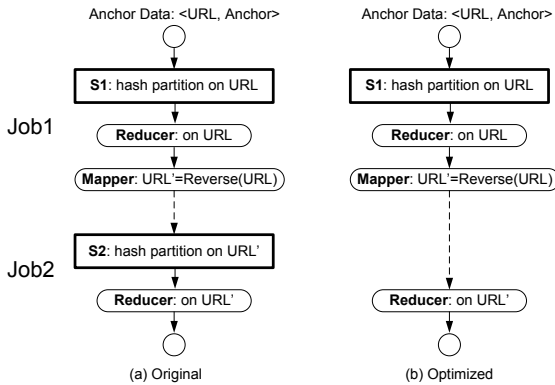 Anchor Data: <URL, Anchor>
S1: hash partition on URL
Job1
Reducer: on URL
Mapper: URL’=Reverse(URL)
S2: hash partition on URL’
Job2
Reducer: on URL’
(a) Original
Anchor Data: <URL, Anchor>
S1: hash partition on URL
Reducer: on URL
Mapper: URL’=Reverse(URL)
Reducer: on URL’
(b) Optimized